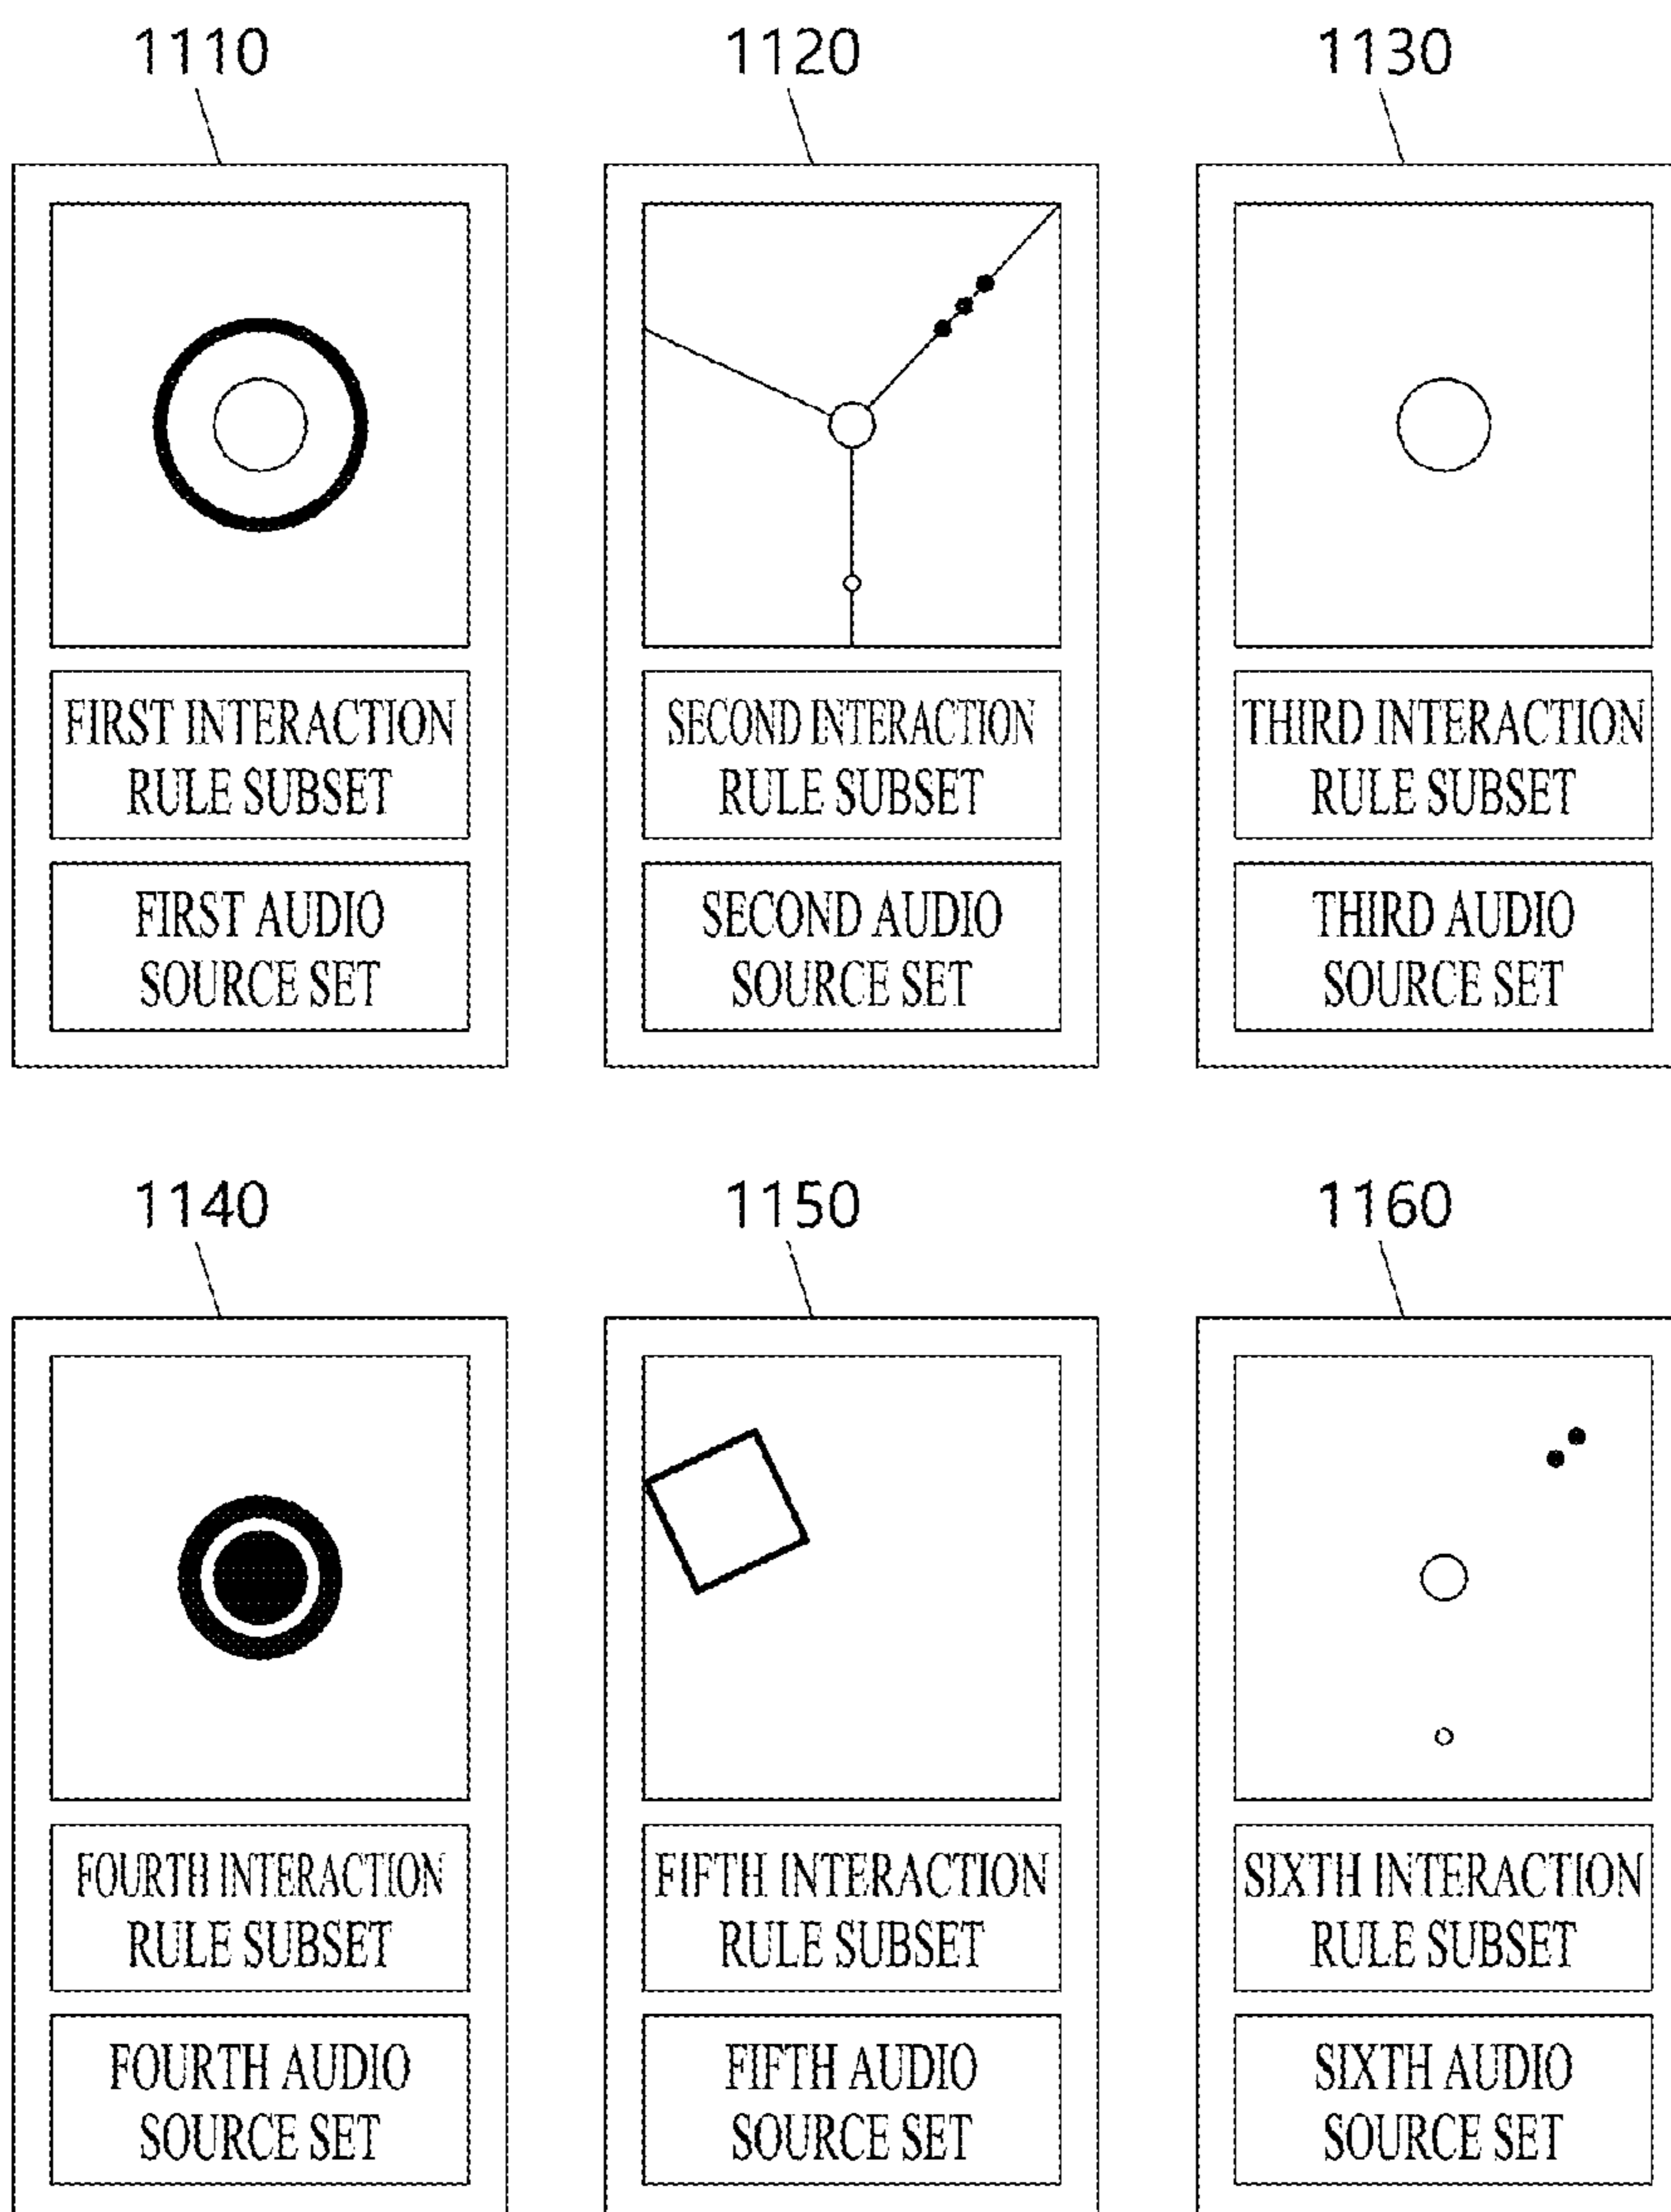 1110
1120
1130
FIRST INTERACTION
RULE SUBSET
FIRST AUDIO
SOURCE SET
SECOND INTERACTION
RULE SUBSET
SECOND AUDIO
SOURCE SET
THIRD INTERACTION
RULE SUBSET
THIRD AUDIO
SOURCE SET
1140
1150
1160
FOURTH INTERACTION
RULE SUBSET
FOURTH AUDIO
SOURCE SET
FIFTH INTERACTION
RULE SUBSET
FIFTH AUDIO
SOURCE SET
SIXTH INTERACTION
RULE SUBSET
SIXTH AUDIO
SOURCE SET